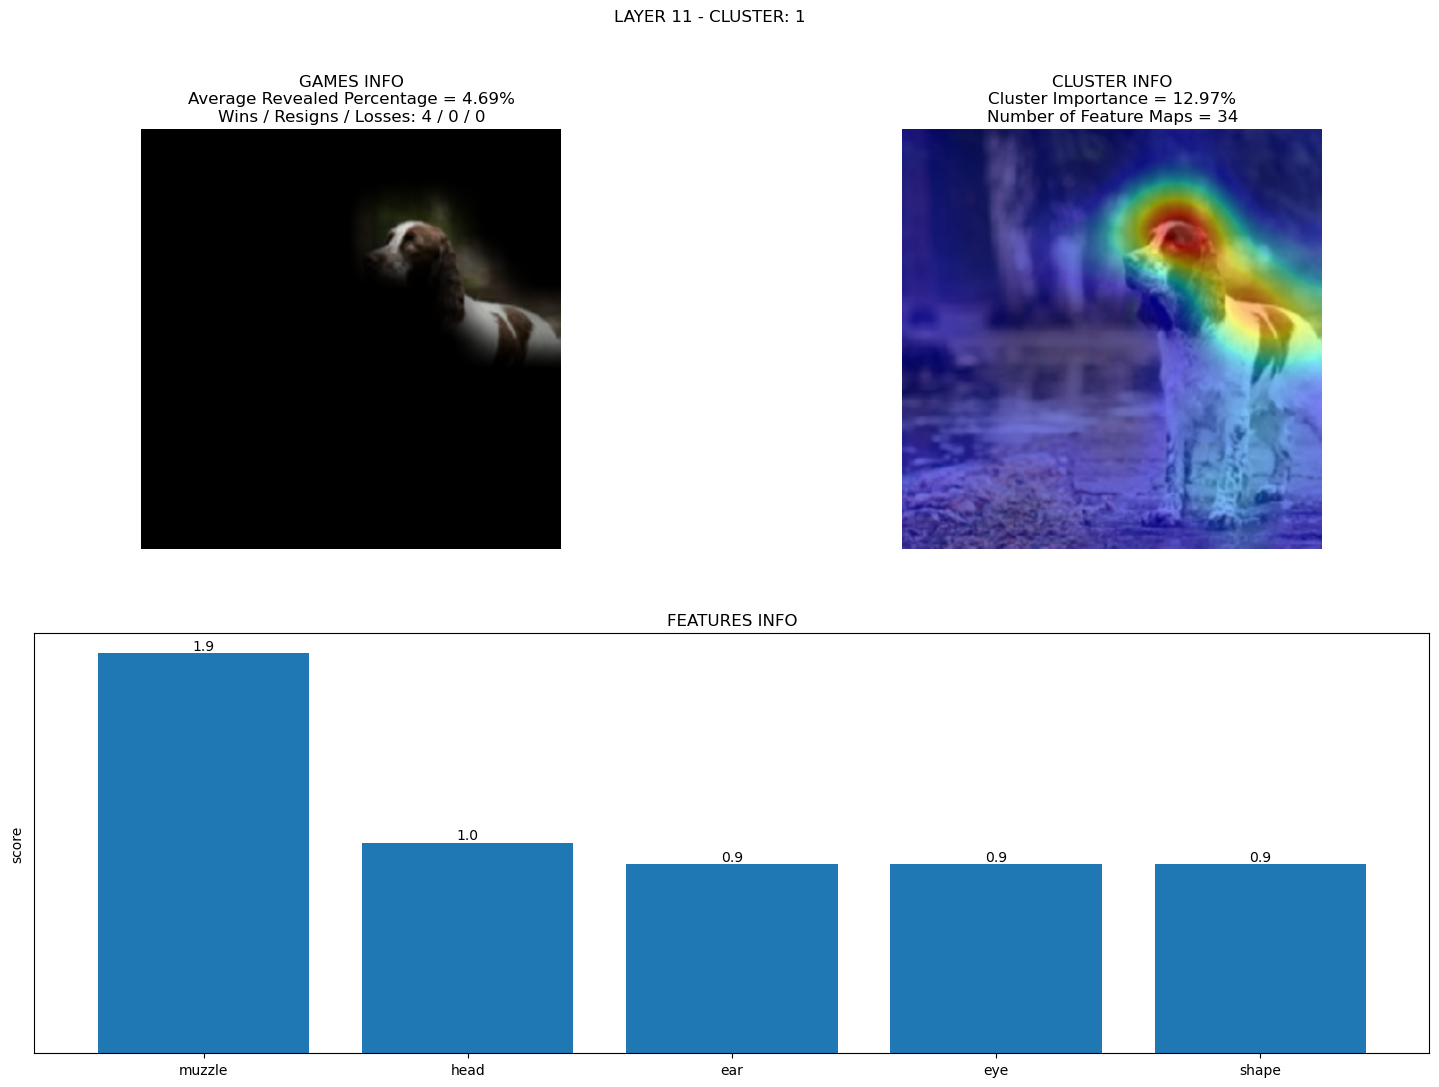 LAYER 11 - CLUSTER: 1
GAMES INFO
Average Revealed Percentage = 4.69%
Wins / Resigns / Losses: 4 / 0 / 0
CLUSTER INFO
Cluster Importance = 12.97%
Number of Feature Maps = 34
FEATURES INFO
score
1.9
1.0
0.9
0.9
0.9
muzzle
head
ear
eye
shape